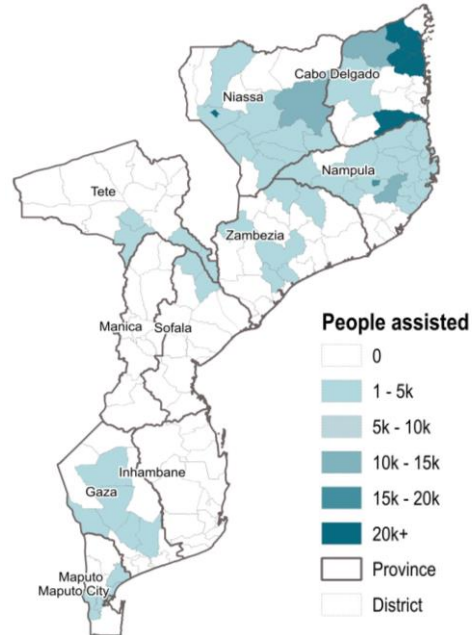 Cabo Delgado
Niassa
Nampula
Tete
Zambezia
Manica
Sofala
People assisted
0
1 - 5k
5k - 10k
10k - 15k
15k - 20k
20k+
Province
District
Inhambane
Gaza
Maputo
Maputo City